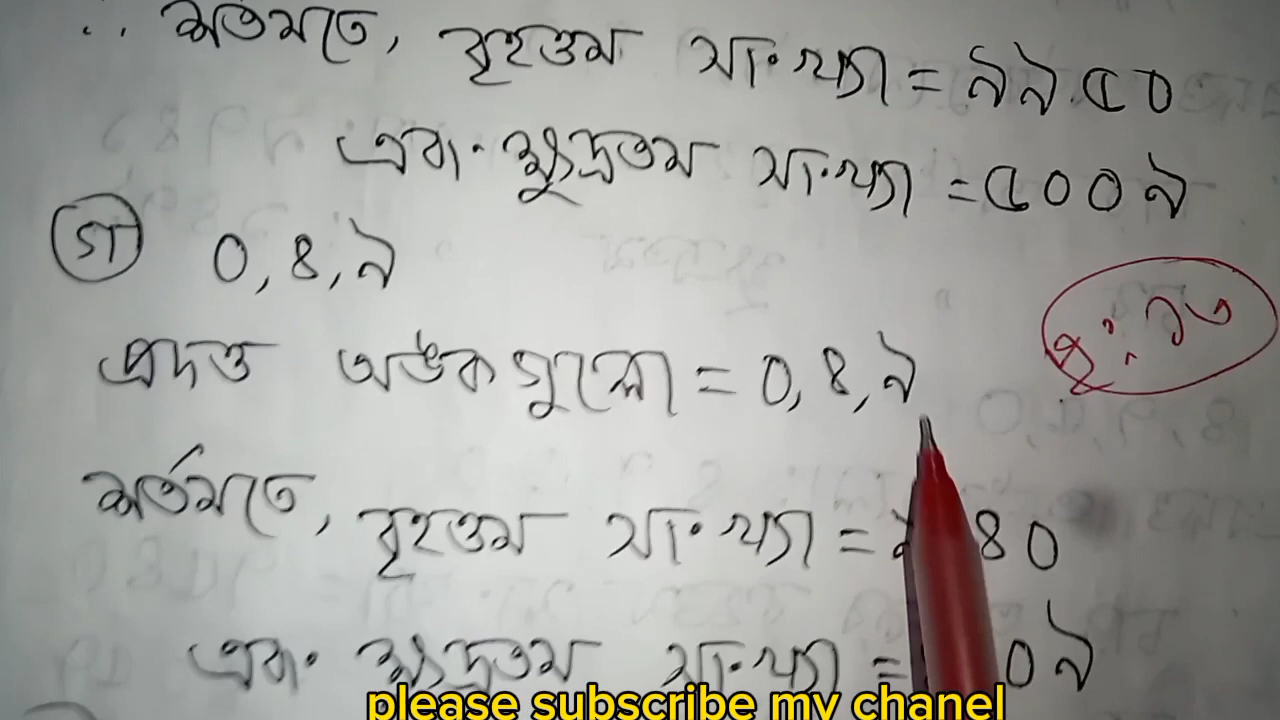 ∴ শর্তমতে, বৃহত্তম সংখ্যা = ৯৯৫০
এবং ক্ষুদ্রতম সংখ্যা = ৫০০৯
গ ০, ৪, ৯
পৃ: ১৩
প্রদত্ত অঙ্কগুলো = ০, ৪, ৯
শর্তমতে, বৃহত্তম সংখ্যা = ৪০
এবং ক্ষুদ্রতম সংখ্যা = ০৯
please subscribe my chanel